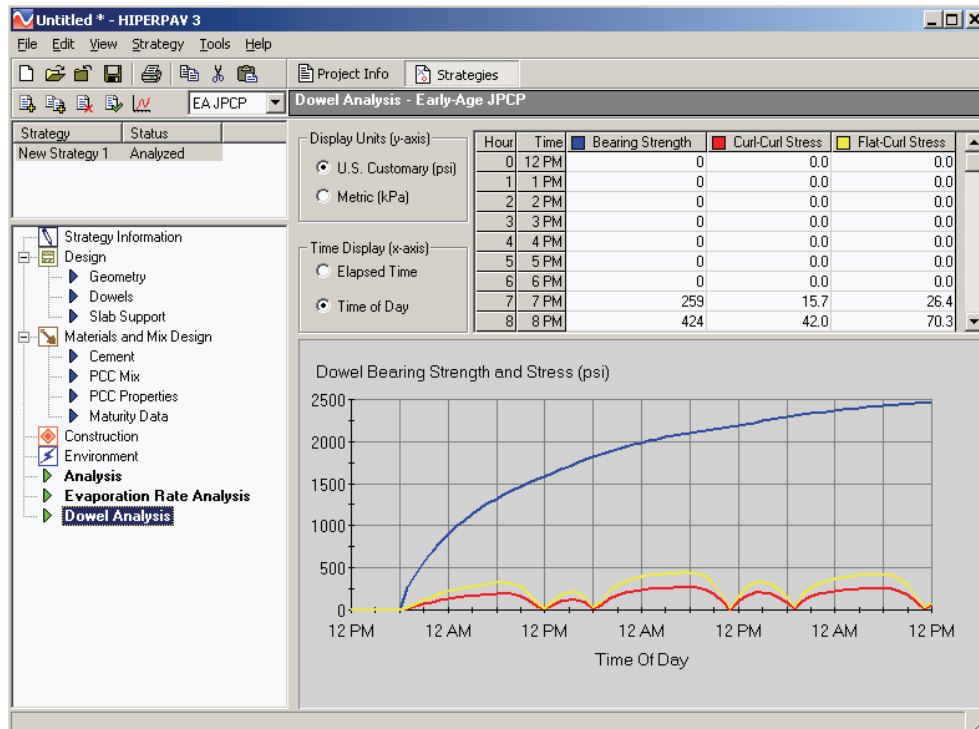 Untitled * - HIPERPAV 3
File Edit View Strategy Tools Help
Project Info Strategies
EA JPCP Dowel Analysis - Early-Age JPCP
Strategy Status
New Strategy 1 Analyzed
Strategy Information
Design
Geometry
Dowels
Slab Support
Materials and Mix Design
Cement
PCC Mix
PCC Properties
Maturity Data
Construction
Environment
Analysis
Evaporation Rate Analysis
Dowel Analysis
Display Units (y-axis)
U.S. Customary (psi)
Metric (kPa)
Time Display (x-axis)
Elapsed Time
Time of Day
Hour Time Bearing Strength Curl-Curl Stress Flat-Curl Stress
0 12 PM 0 0.0 0.0
1 1 PM 0 0.0 0.0
2 2 PM 0 0.0 0.0
3 3 PM 0 0.0 0.0
4 4 PM 0 0.0 0.0
5 5 PM 0 0.0 0.0
6 6 PM 0 0.0 0.0
7 7 PM 259 15.7 26.4
8 8 PM 424 42.0 70.3
Dowel Bearing Strength and Stress (psi)
2500
2000
1500
1000
500
0
12 PM 12 AM 12 PM 12 AM 12 PM 12 AM 12 PM
Time Of Day